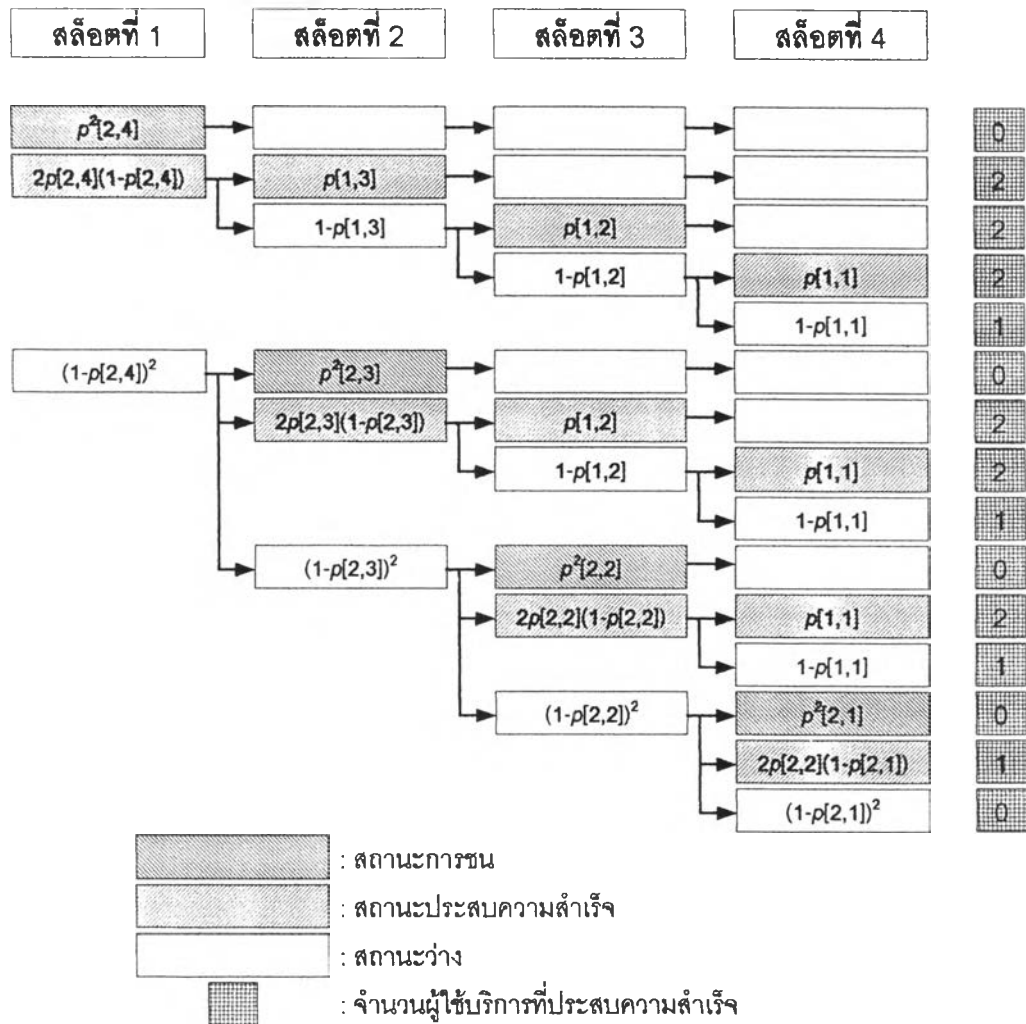 สล็อตที่ 1 สล็อตที่ 2 สล็อตที่ 3 สล็อตที่ 4
p²[2,4] 0
2p[2,4](1-p[2,4]) p[1,3] 2
1-p[1,3] p[1,2] 2
1-p[1,2] p[1,1] 2
1-p[1,1] 1
(1-p[2,4])² p²[2,3] 0
2p[2,3](1-p[2,3]) p[1,2] 2
1-p[1,2] p[1,1] 2
1-p[1,1] 1
(1-p[2,3])² p²[2,2] 0
2p[2,2](1-p[2,2]) p[1,1] 2
1-p[1,1] 1
(1-p[2,2])² p²[2,1] 0
2p[2,2](1-p[2,1]) 1
(1-p[2,1])² 0
: สถานะการชน
: สถานะประสบความสำเร็จ
: สถานะว่าง
: จำนวนผู้ใช้บริการที่ประสบความสำเร็จ